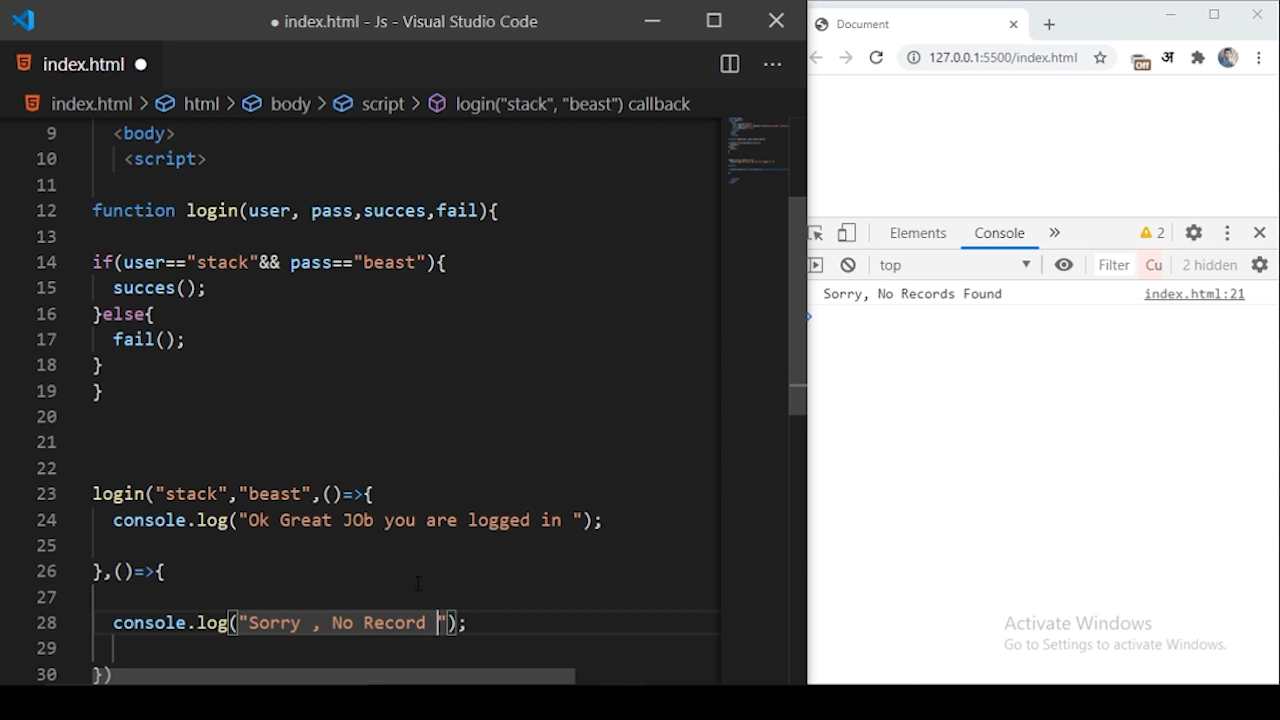 ● index.html - Js - Visual Studio Code
index.html ●
index.html > html > body > script > login("stack", "beast") callback
9 <body>
10 <script>
11
12 function login(user, pass,succes,fail){
13
14 if(user=="stack"&& pass=="beast"){
15 succes();
16 }else{
17 fail();
18 }
19 }
20
21
22
23 login("stack","beast",()=>{
24 console.log("Ok Great JOb you are logged in ");
25
26 },()=>{
27
28 console.log("Sorry , No Record ");
29
30 })
Document
127.0.0.1:5500/index.html
Off अ
Elements Console » 2
top Filter Cu 2 hidden
Sorry, No Records Found index.html:21
Activate Windows
Go to Settings to activate Windows.